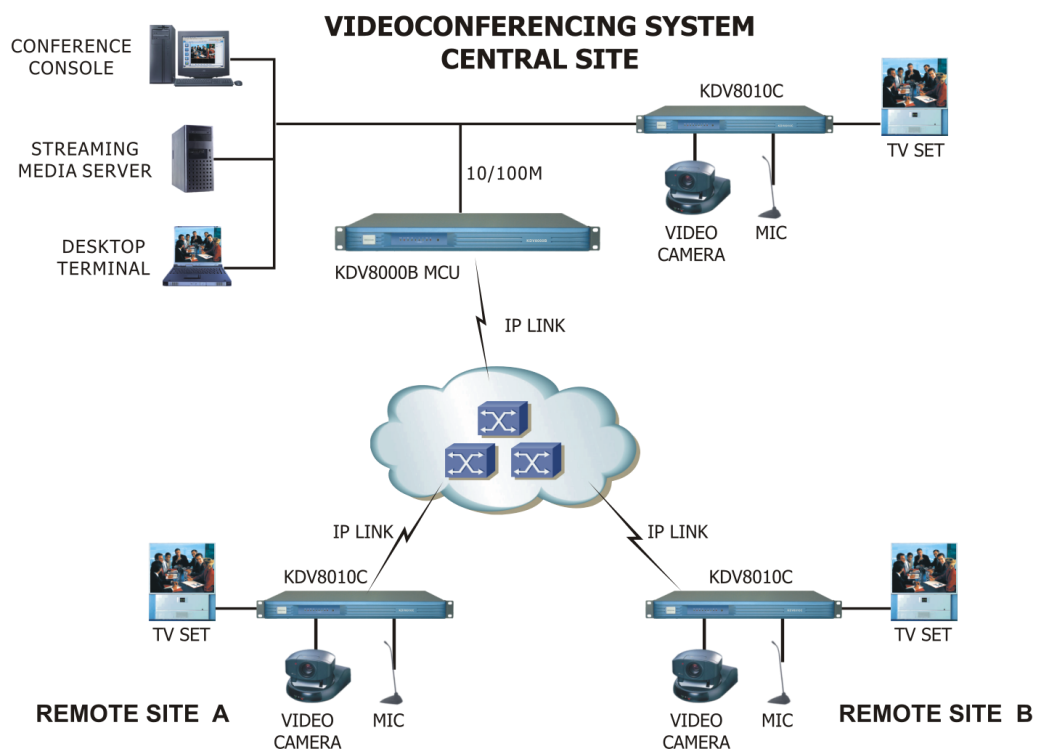 VIDEOCONFERENCING SYSTEM
CENTRAL SITE
CONFERENCE
CONSOLE
STREAMING
MEDIA SERVER
DESKTOP
TERMINAL
10/100M
KDV8000B MCU
KDV8010C
TV SET
VIDEO
CAMERA
MIC
IP LINK
IP LINK
IP LINK
KDV8010C
TV SET
VIDEO
CAMERA
MIC
REMOTE SITE A
KDV8010C
TV SET
VIDEO
CAMERA
MIC
REMOTE SITE B